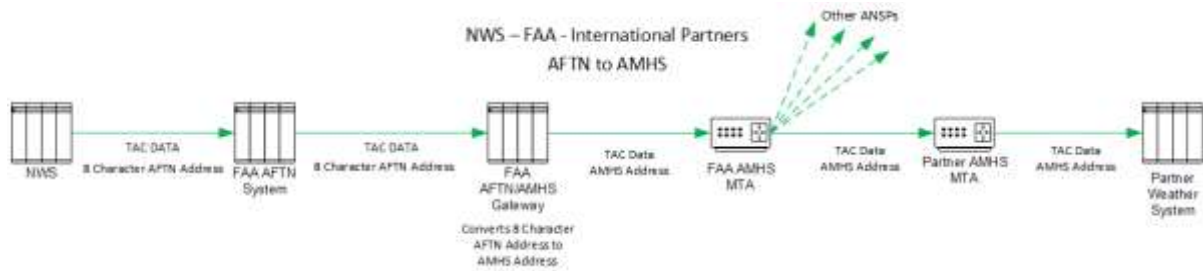 Other ANSPs
NWS – FAA - International Partners
AFTN to AMHS
TAC DATA
8 Character AFTN Address
TAC DATA
8 Character AFTN Address
TAC Data
AMHS Address
TAC Data
AMHS Address
TAC Data
AMHS Address
NWS
FAA AFTN
System
FAA
AFTN/AMHS
Gateway
Converts 8 Character
AFTN Address to
AMHS Address
FAA AMHS
MTA
Partner AMHS
MTA
Partner
Weather
System